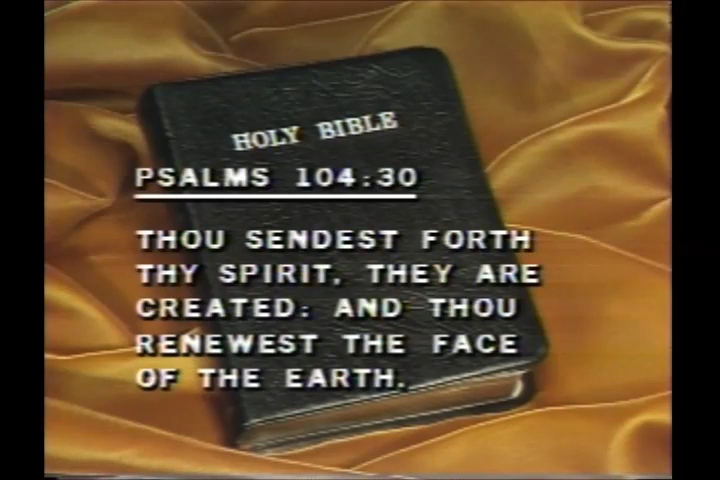 HOLY BIBLE
PSALMS 104:30
THOU SENDEST FORTH
THY SPIRIT, THEY ARE
CREATED: AND THOU
RENEWEST THE FACE
OF THE EARTH.